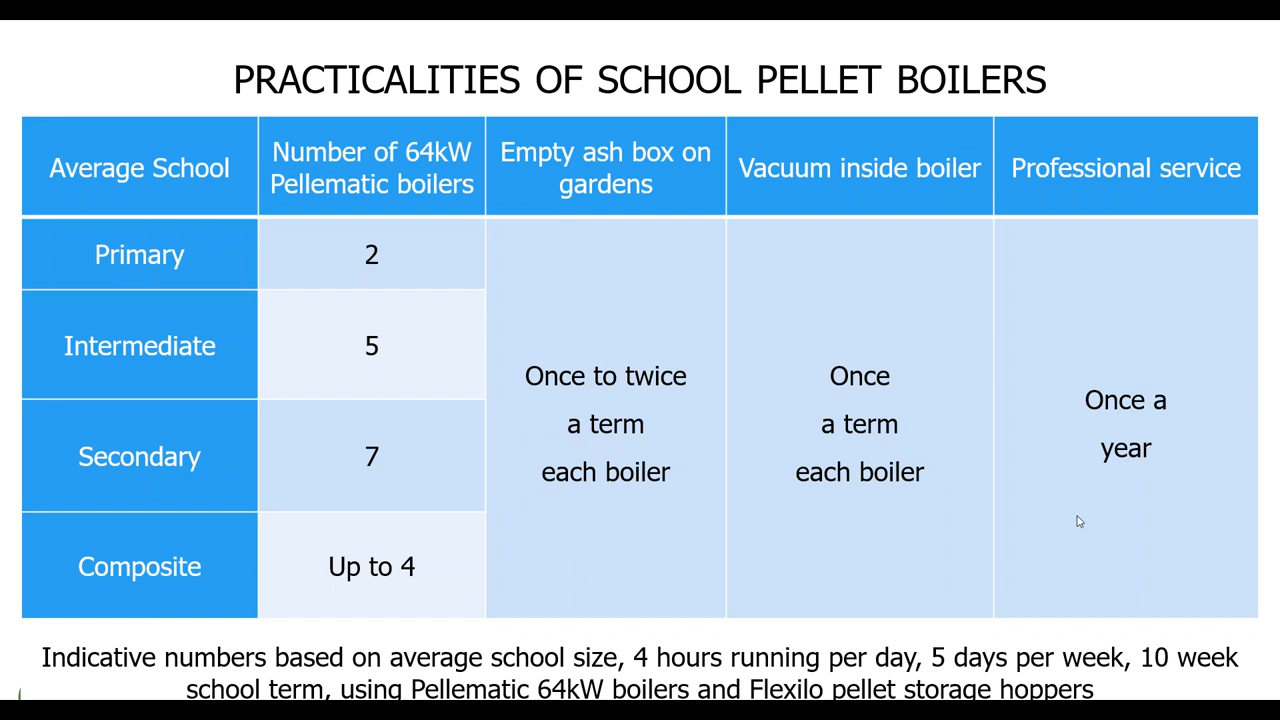 PRACTICALITIES OF SCHOOL PELLET BOILERS
Average School
Number of 64kW
Pellematic boilers
Empty ash box on
gardens
Vacuum inside boiler
Professional service
Primary
2
Intermediate
5
Secondary
7
Composite
Up to 4
Once to twice
a term
each boiler
Once
a term
each boiler
Once a
year
Indicative numbers based on average school size, 4 hours running per day, 5 days per week, 10 week
school term, using Pellematic 64kW boilers and Flexilo pellet storage hoppers